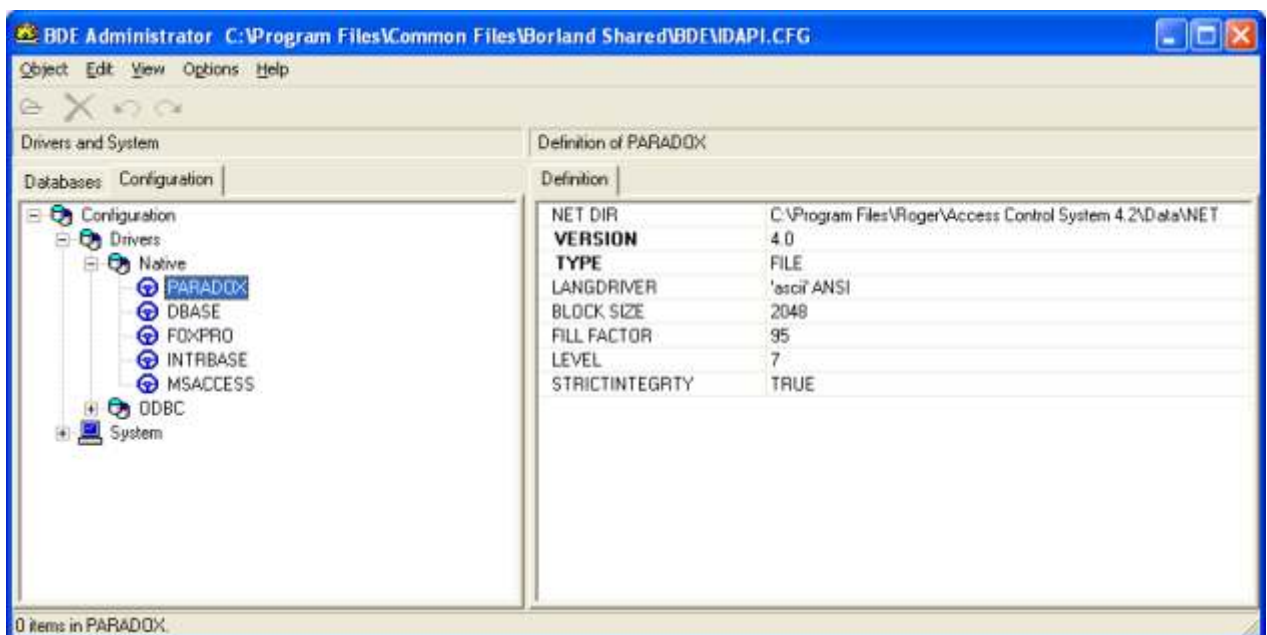 BDE Administrator C:\Program Files\Common Files\Borland Shared\BDE\IDAPI.CFG
Object Edit View Options Help
Drivers and System
Definition of PARADOX
Databases Configuration
Definition
Configuration
Drivers
Native
PARADOX
DBASE
FOXPRO
INTRBASE
MSACCESS
ODBC
System
NET DIR C:\Program Files\Roger\Access Control System 4.2\Data\NET
VERSION 4.0
TYPE FILE
LANGDRIVER 'ascii' ANSI
BLOCK SIZE 2048
FILL FACTOR 95
LEVEL 7
STRICTINTEGRTY TRUE
0 items in PARADOX.